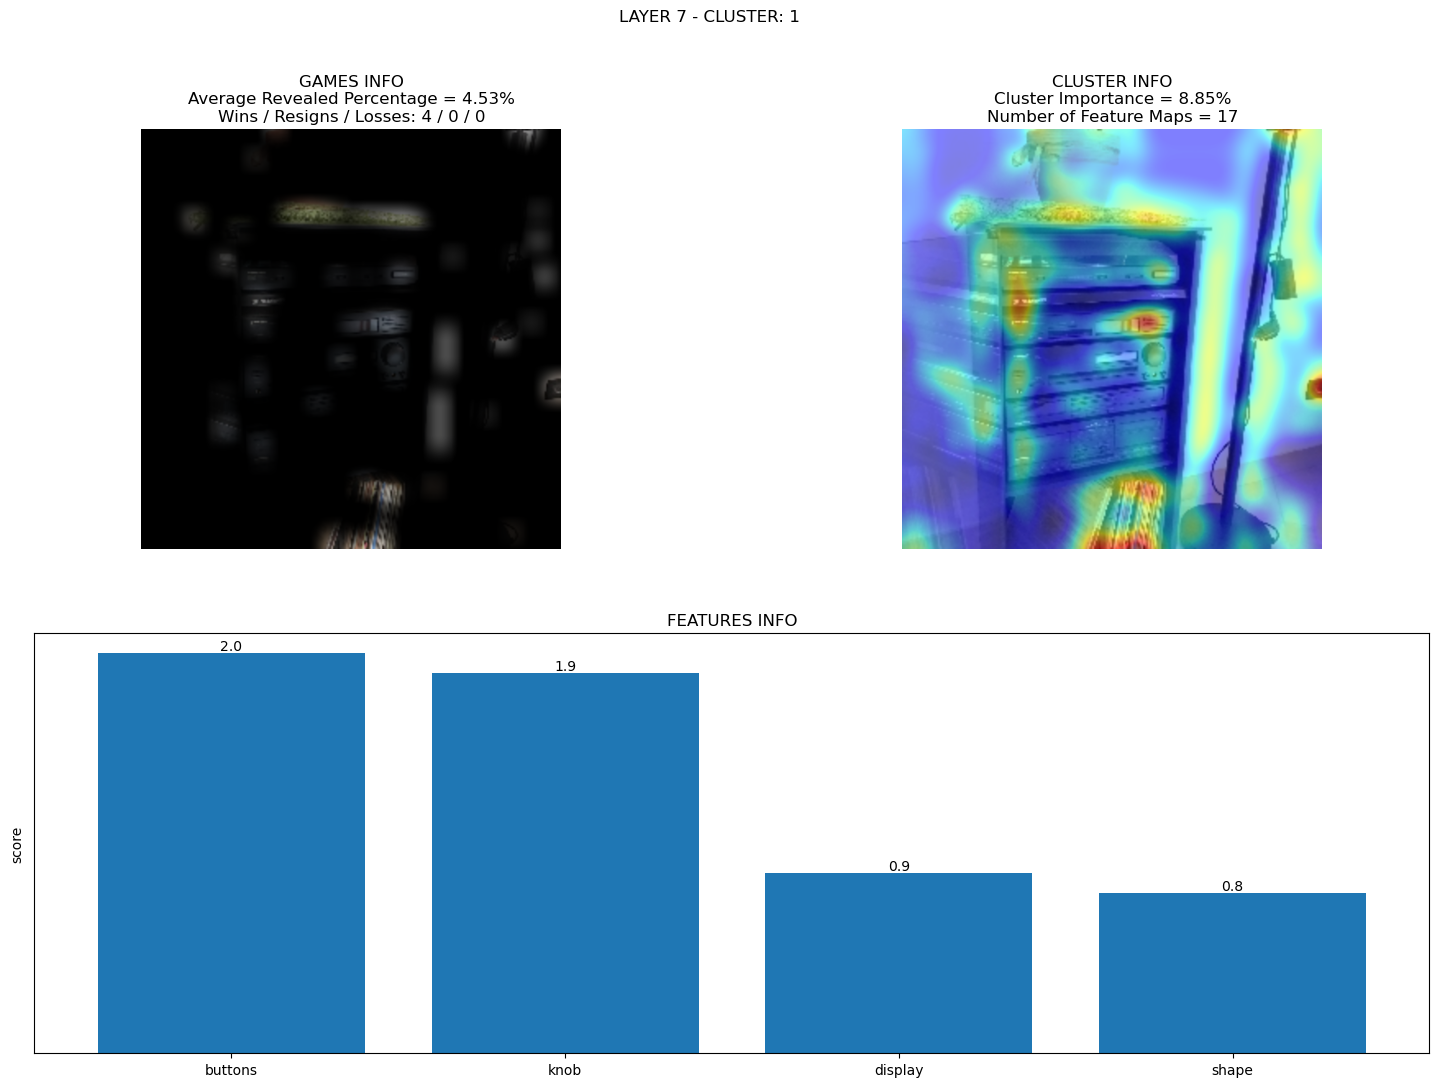 LAYER 7 - CLUSTER: 1
GAMES INFO
Average Revealed Percentage = 4.53%
Wins / Resigns / Losses: 4 / 0 / 0
CLUSTER INFO
Cluster Importance = 8.85%
Number of Feature Maps = 17
FEATURES INFO
score
2.0
1.9
0.9
0.8
buttons
knob
display
shape